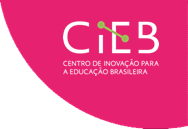 CiEB
CENTRO DE INOVAÇÃO PARA
A EDUCAÇÃO BRASILEIRA